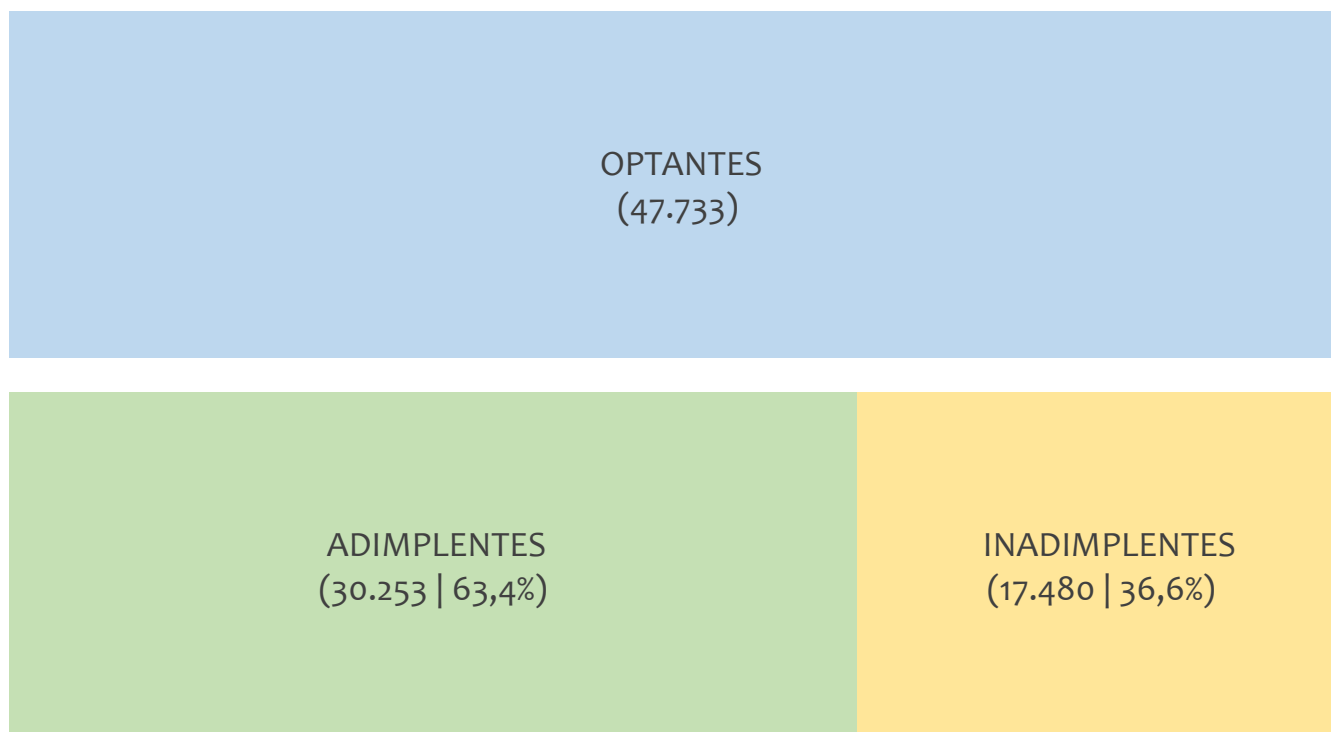 OPTANTES
(47.733)
ADIMPLENTES
(30.253 | 63,4%)
INADIMPLENTES
(17.480 | 36,6%)